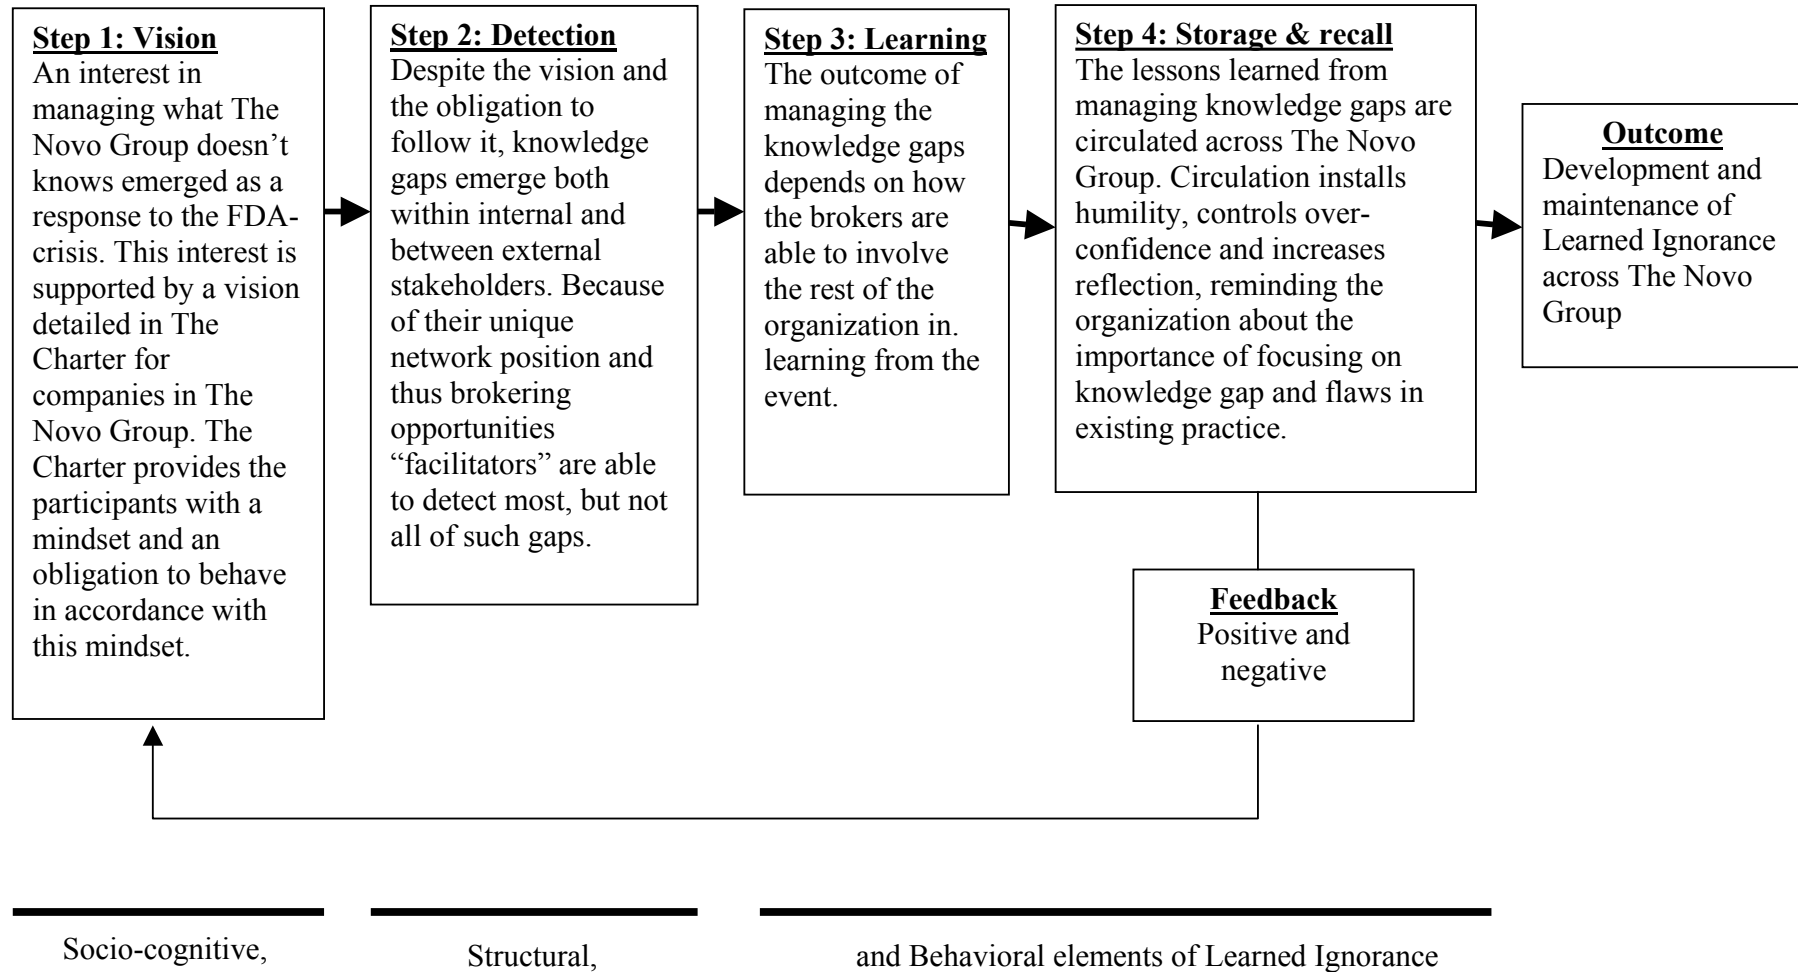 Step 1: Vision
An interest in
managing what The
Novo Group doesn’t
knows emerged as a
response to the FDA-
crisis. This interest is
supported by a vision
detailed in The
Charter for
companies in The
Novo Group. The
Charter provides the
participants with a
mindset and an
obligation to behave
in accordance with
this mindset.
Step 2: Detection
Despite the vision and
the obligation to
follow it, knowledge
gaps emerge both
within internal and
between external
stakeholders. Because
of their unique
network position and
thus brokering
opportunities
“facilitators” are able
to detect most, but not
all of such gaps.
Step 3: Learning
The outcome of
managing the
knowledge gaps
depends on how
the brokers are
able to involve
the rest of the
organization in.
learning from the
event.
Step 4: Storage & recall
The lessons learned from
managing knowledge gaps are
circulated across The Novo
Group. Circulation installs
humility, controls over-
confidence and increases
reflection, reminding the
organization about the
importance of focusing on
knowledge gap and flaws in
existing practice.
Outcome
Development and
maintenance of
Learned Ignorance
across The Novo
Group
Feedback
Positive and
negative
Socio-cognitive,
Structural,
and Behavioral elements of Learned Ignorance